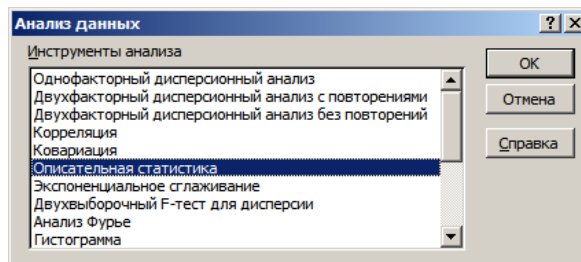 Анализ данных
Инструменты анализа
Однофакторный дисперсионный анализ
Двухфакторный дисперсионный анализ с повторениями
Двухфакторный дисперсионный анализ без повторений
Корреляция
Ковариация
Описательная статистика
Экспоненциальное сглаживание
Двухвыборочный F-тест для дисперсии
Анализ Фурье
Гистограмма
OK
Отмена
Справка